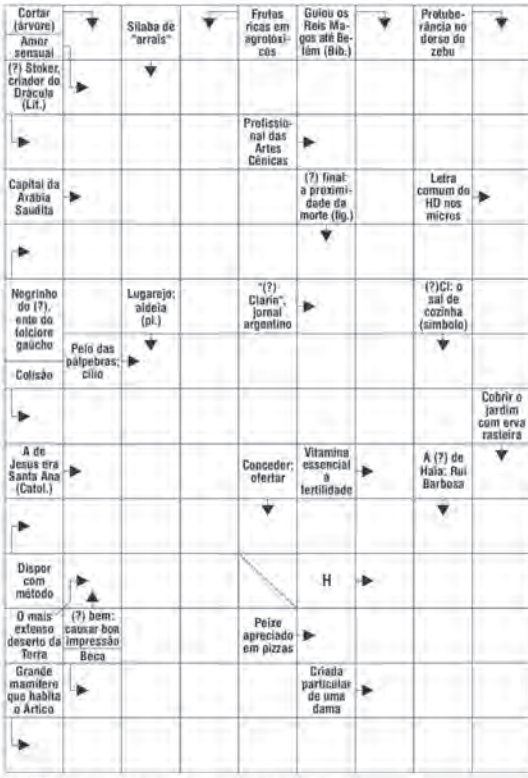 Cortar
(árvore)
Amor
sensual
Sílaba de
"arrais"
Frutas
ricas em
agrotóxi-
cos
Guiou os
Reis Ma-
gos até Be-
lém (Bíb.)
Protube-
rância no
dorso do
zebu
(?) Stoker,
criador do
Drácula
(Lit.)
Profissio-
nal das
Artes
Cênicas
Capital da
Arábia
Saudita
(?) final:
a proximi-
dade da
morte (fig.)
Letra
comum do
HD nos
micros
Negrinho
do (?),
ente do
folclore
gaúcho
Colisão
Pelo das
pálpebras;
cílio
Lugarejo;
aldeia
(pl.)
"(?)
Clarín",
jornal
argentino
(?)Cl: o
sal de
cozinha
(símbolo)
Cobrir o
jardim
com erva
rasteira
A de
Jesus era
Santa Ana
(Catol.)
Conceder;
ofertar
Vitamina
essencial
à
fertilidade
A (?) de
Haia: Rui
Barbosa
Dispor
com
método
H
O mais
extenso
deserto da
Terra
(?) bem:
causar boa
impressão
Beca
Peixe
apreciado
em pizzas
Grande
mamífero
que habita
o Ártico
Criada
particular
de uma
dama